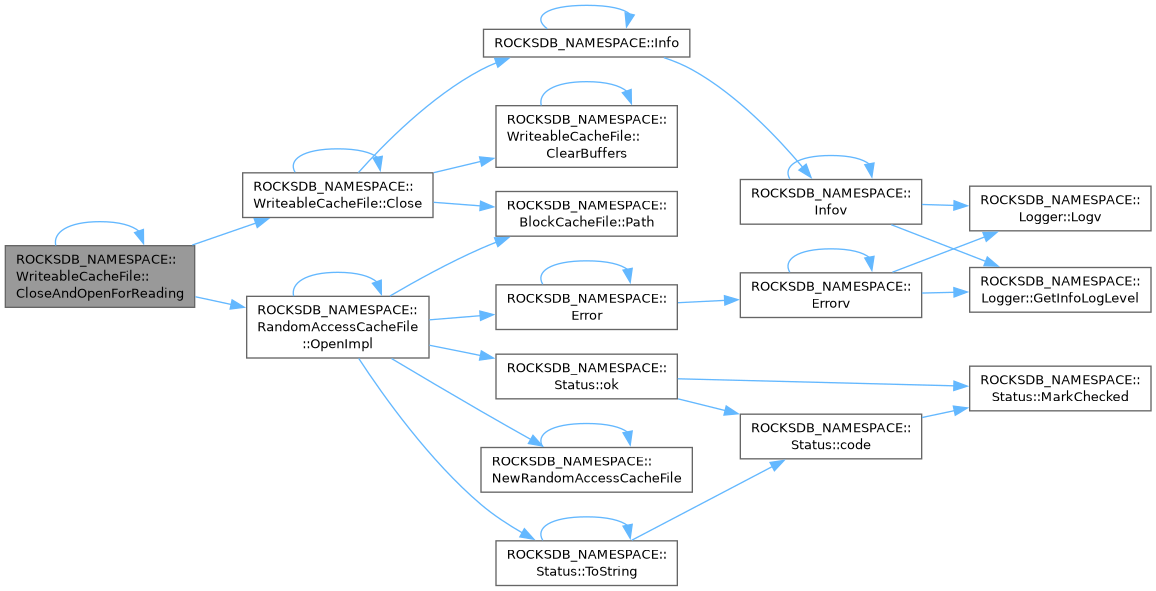 ROCKSDB_NAMESPACE::
WriteableCacheFile::
CloseAndOpenForReading
ROCKSDB_NAMESPACE::
WriteableCacheFile::Close
ROCKSDB_NAMESPACE::Info
ROCKSDB_NAMESPACE::
WriteableCacheFile::
ClearBuffers
ROCKSDB_NAMESPACE::
BlockCacheFile::Path
ROCKSDB_NAMESPACE::
Infov
ROCKSDB_NAMESPACE::
Logger::Logv
ROCKSDB_NAMESPACE::
Logger::GetInfoLogLevel
ROCKSDB_NAMESPACE::
RandomAccessCacheFile
::OpenImpl
ROCKSDB_NAMESPACE::
Error
ROCKSDB_NAMESPACE::
Errorv
ROCKSDB_NAMESPACE::
Status::ok
ROCKSDB_NAMESPACE::
Status::code
ROCKSDB_NAMESPACE::
Status::MarkChecked
ROCKSDB_NAMESPACE::
NewRandomAccessCacheFile
ROCKSDB_NAMESPACE::
Status::ToString